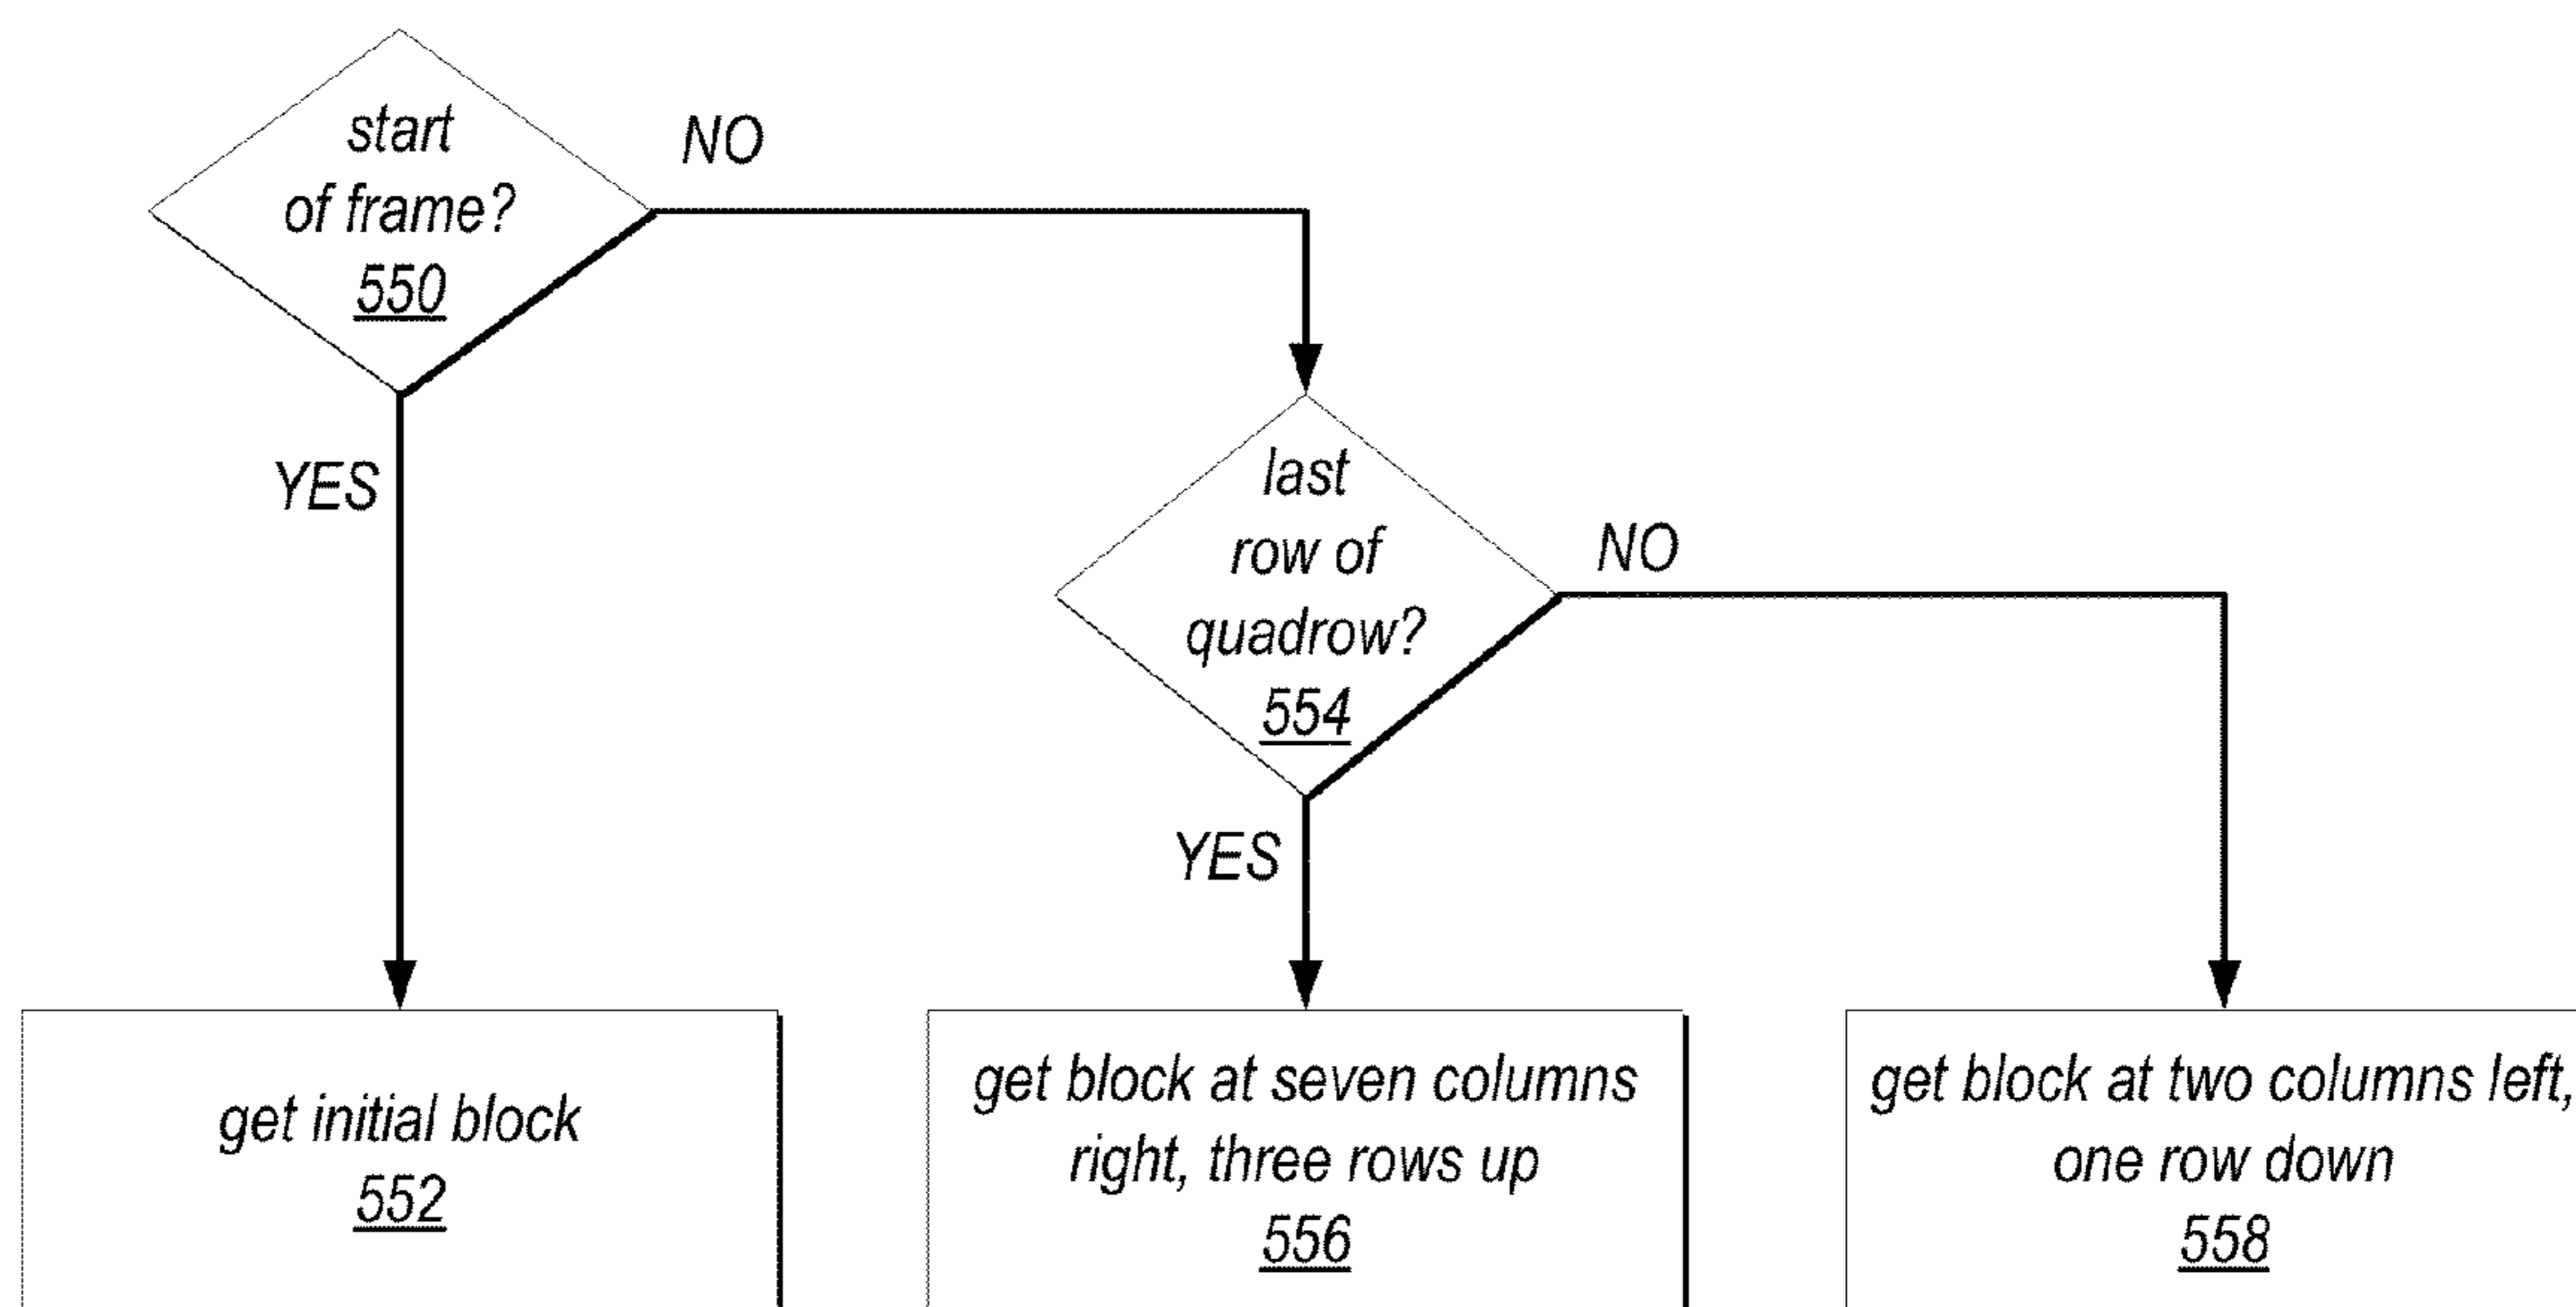 start
of frame?
550
NO
YES
last
row of
quadrow?
554
NO
YES
get initial block
552
get block at seven columns
right, three rows up
556
get block at two columns left,
one row down
558